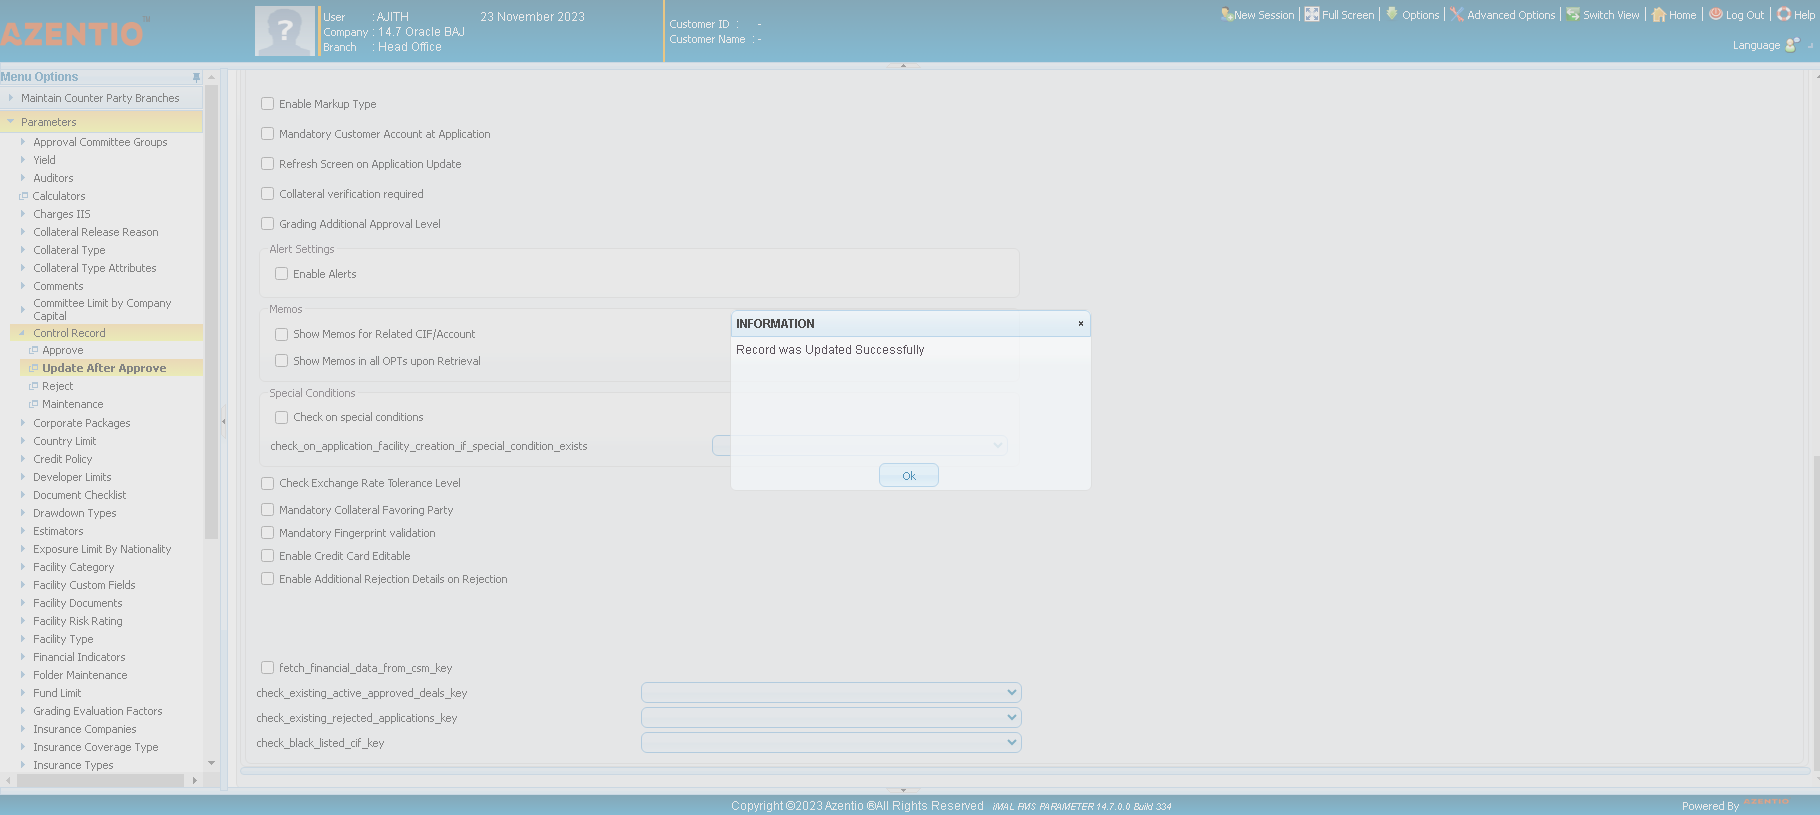 AZENTIO™
User : AJITH 23 November 2023
Company : 14.7 Oracle BAJ
Branch : Head Office
Customer ID : -
Customer Name : -
New Session Full Screen Options Advanced Options Switch View Home Log Out Help
Language
Menu Options
Maintain Counter Party Branches
Parameters
Approval Committee Groups
Yield
Auditors
Calculators
Charges IIS
Collateral Release Reason
Collateral Type
Collateral Type Attributes
Comments
Committee Limit by Company
Capital
Control Record
Approve
Update After Approve
Reject
Maintenance
Corporate Packages
Country Limit
Credit Policy
Developer Limits
Document Checklist
Drawdown Types
Estimators
Exposure Limit By Nationality
Facility Category
Facility Custom Fields
Facility Documents
Facility Risk Rating
Facility Type
Financial Indicators
Folder Maintenance
Fund Limit
Grading Evaluation Factors
Insurance Companies
Insurance Coverage Type
Insurance Types
Enable Markup Type
Mandatory Customer Account at Application
Refresh Screen on Application Update
Collateral verification required
Grading Additional Approval Level
Alert Settings
Enable Alerts
Memos
Show Memos for Related CIF/Account
Show Memos in all OPTs upon Retrieval
Special Conditions
Check on special conditions
check_on_application_facility_creation_if_special_condition_exists
Check Exchange Rate Tolerance Level
Mandatory Collateral Favoring Party
Mandatory Fingerprint validation
Enable Credit Card Editable
Enable Additional Rejection Details on Rejection
fetch_financial_data_from_csm_key
check_existing_active_approved_deals_key
check_existing_rejected_applications_key
check_black_listed_cif_key
INFORMATION
Record was Updated Successfully
Ok
Copyright ©2023 Azentio ®All Rights Reserved iMAL RMS PARAMETER 14.7.0.0 Build 334
Powered By AZENTIO